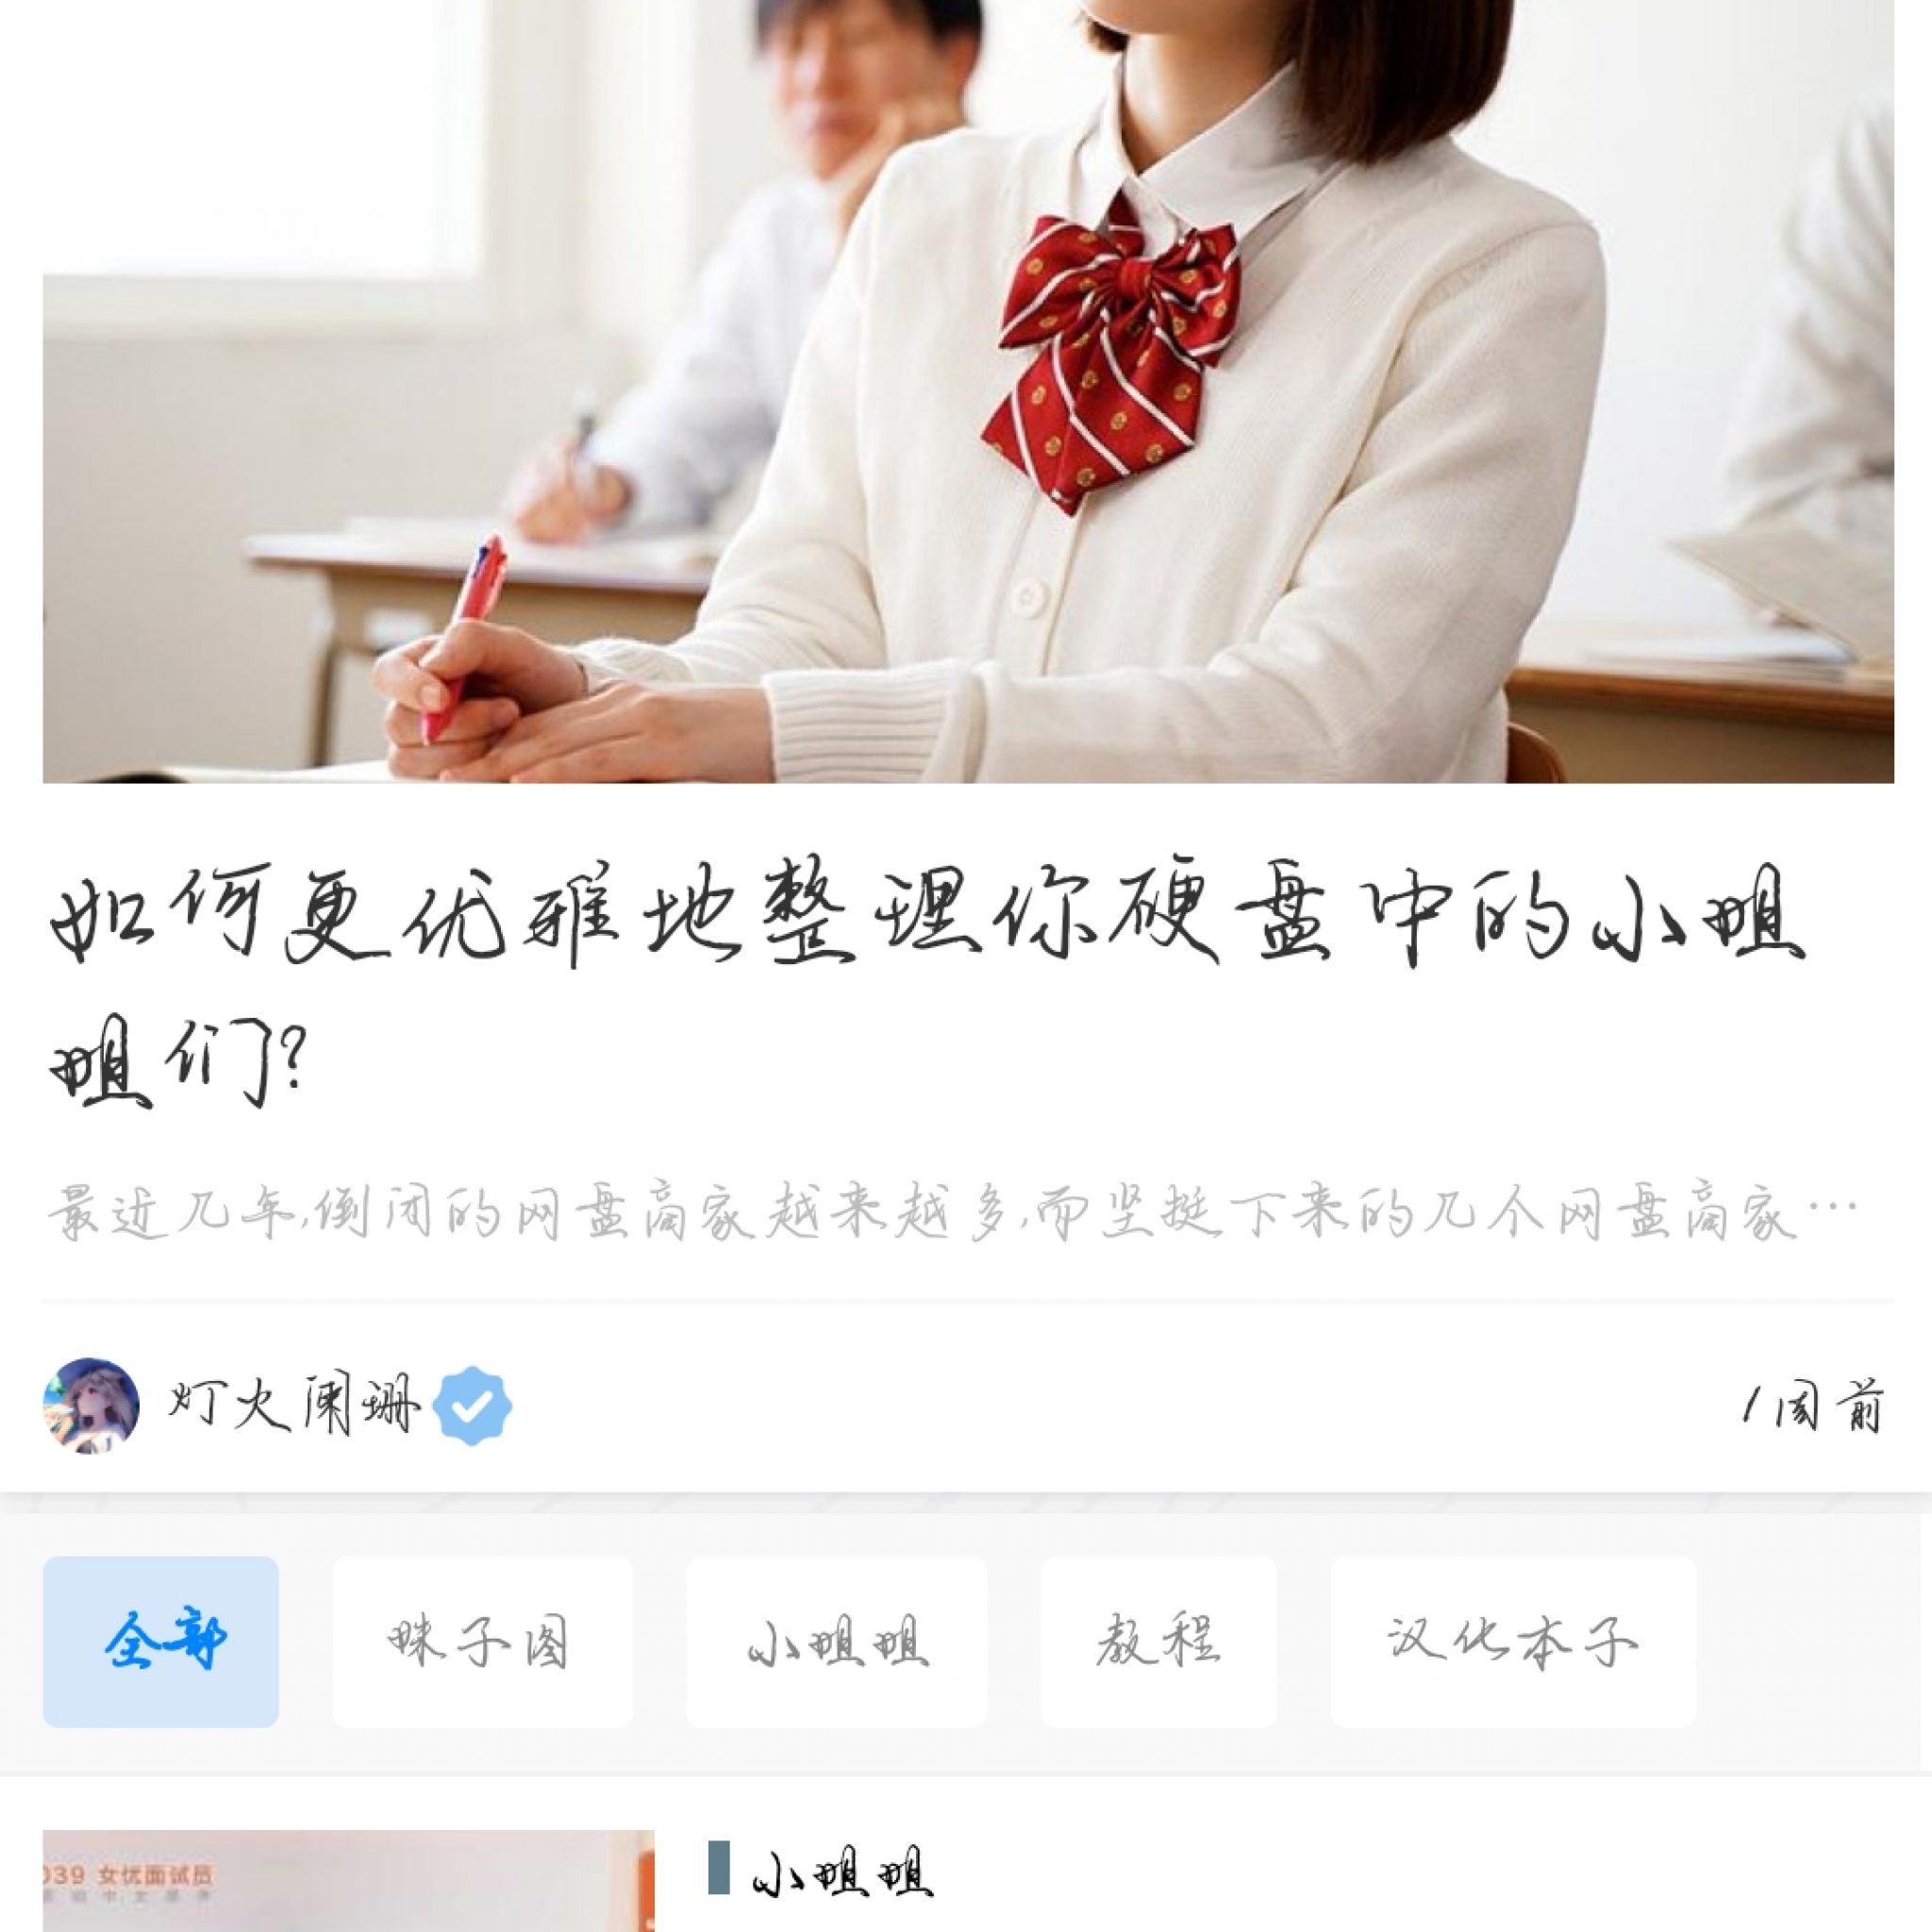 如何更优雅地整理你硬盘中的小姐
姐们?
最近几年,倒闭的网盘商家越来越多,而坚挺下来的几个网盘商家…
灯火阑珊
1周前
全部
妹子图
小姐姐
教程
汉化本子
039 女优面试员
小姐姐